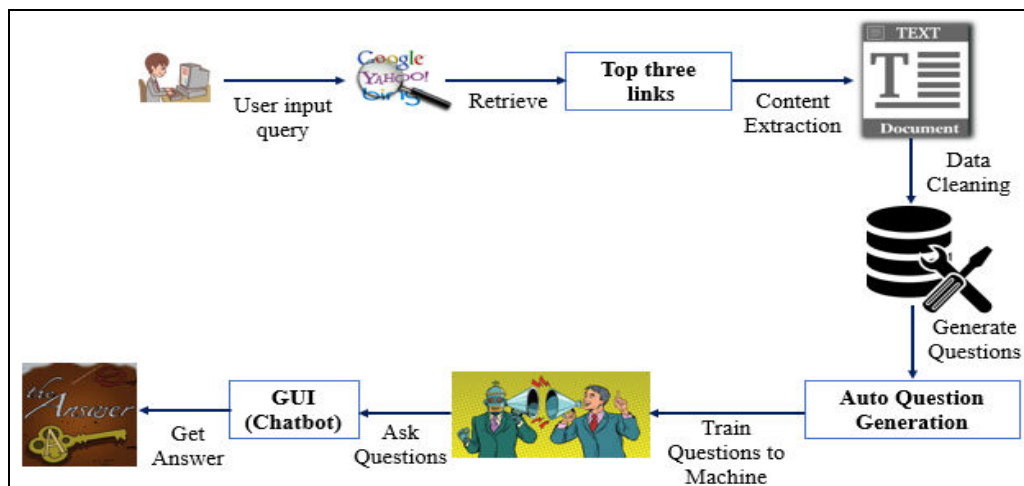 Google
YAHOO!
bing
User input
query
Retrieve
Top three
links
Content
Extraction
TEXT
T
Document
Data
Cleaning
Generate
Questions
Auto Question
Generation
Train
Questions to
Machine
Ask
Questions
GUI
(Chatbot)
Get
Answer
the
Answer
A